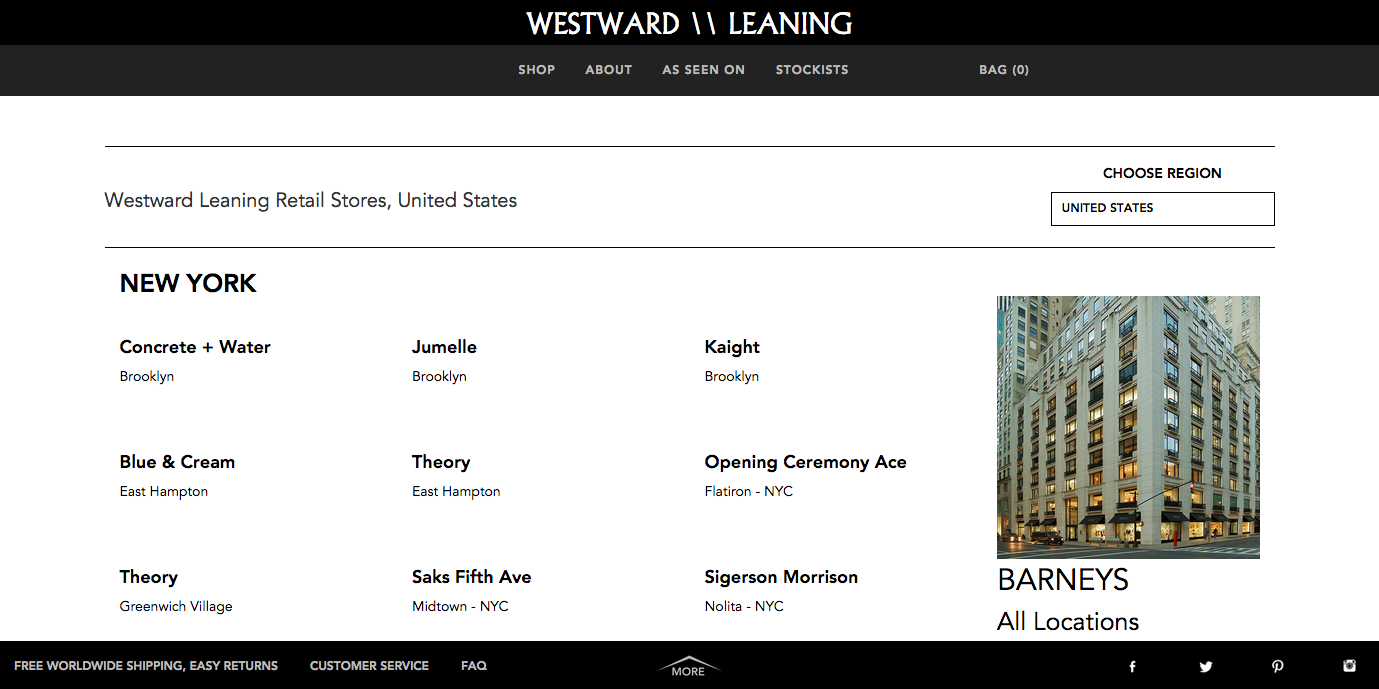 WESTWARD \\ LEANING
SHOP ABOUT AS SEEN ON STOCKISTS BAG (0)
CHOOSE REGION
Westward Leaning Retail Stores, United States
UNITED STATES
NEW YORK
Concrete + Water Jumelle Kaight
Brooklyn Brooklyn Brooklyn
Blue & Cream Theory Opening Ceremony Ace
East Hampton East Hampton Flatiron - NYC
Theory Saks Fifth Ave Sigerson Morrison
Greenwich Village Midtown - NYC Nolita - NYC
BARNEYS
All Locations
FREE WORLDWIDE SHIPPING, EASY RETURNS CUSTOMER SERVICE FAQ MORE